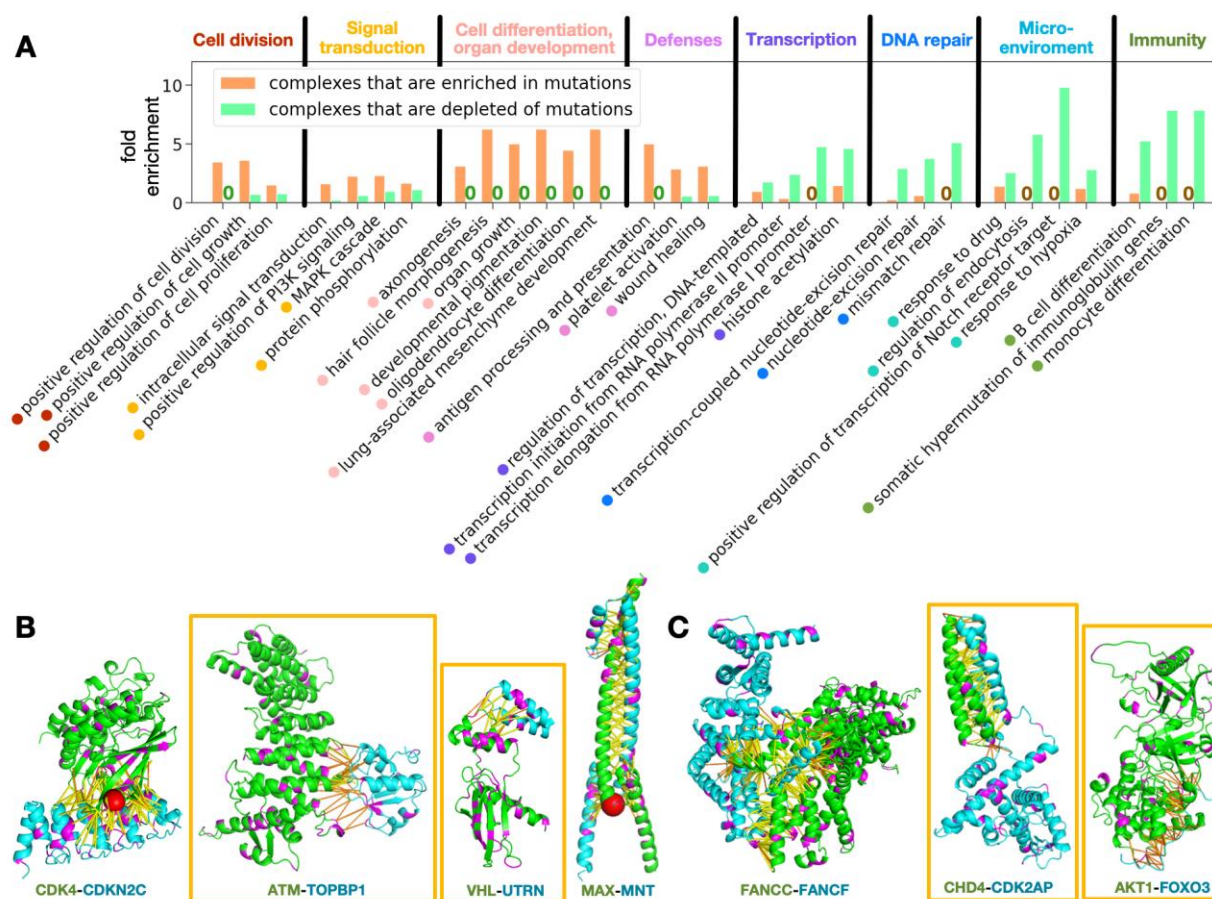 A
Cell division
Signal
transduction
Cell differentiation,
organ development
Defenses
Transcription
DNA repair
Micro-
enviroment
Immunity
complexes that are enriched in mutations
complexes that are depleted of mutations
fold
enrichment
10
5
0
0 0 0 0 0 0 0 0 0 0 0 0 0 0
positive regulation of cell division
positive regulation of cell growth
positive regulation of cell proliferation
intracellular signal transduction
positive regulation of PI3K signaling
MAPK cascade
protein phosphorylation
axonogenesis
hair follicle morphogenesis
organ growth
developmental pigmentation
oligodendrocyte differentiation
lung-associated mesenchyme development
antigen processing and presentation
platelet activation
wound healing
regulation of transcription, DNA-templated
transcription initiation from RNA polymerase II promoter
transcription elongation from RNA polymerase I promoter
histone acetylation
transcription-coupled nucleotide-excision repair
nucleotide-excision repair
mismatch repair
response to drug
regulation of endocytosis
positive regulation of transcription of Notch receptor target
response to hypoxia
B cell differentiation
somatic hypermutation of immunoglobulin genes
monocyte differentiation
B
CDK4-CDKN2C
ATM-TOPBP1
VHL-UTRN
MAX-MNT
C
FANCC-FANCF
CHD4-CDK2AP
AKT1-FOXO3